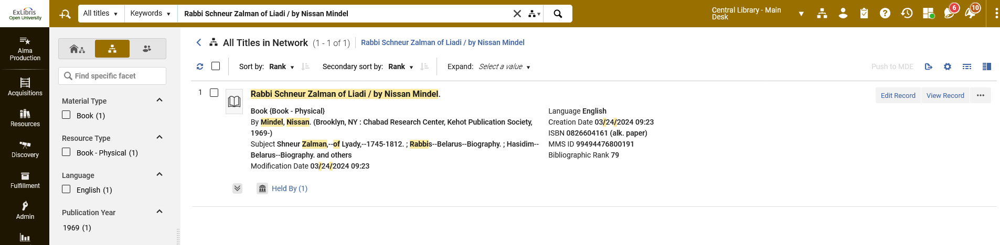 ExLibris
Open University
All titles
Keywords
Rabbi Schneur Zalman of Liadi / by Nissan Mindel
Central Library - Main
Desk
6
10
Alma
Production
Acquisitions
Resources
Discovery
Fulfillment
Admin
Find specific facet
Material Type
Book (1)
Resource Type
Book - Physical (1)
Language
English (1)
Publication Year
1969 (1)
All Titles in Network (1 - 1 of 1) Rabbi Schneur Zalman of Liadi / by Nissan Mindel
Sort by: Rank Secondary sort by: Rank Expand: Select a value
Push to MDE
1
Rabbi Schneur Zalman of Liadi / by Nissan Mindel.
Edit Record View Record
Book {Book - Physical}
By Mindel, Nissan. (Brooklyn, NY : Chabad Research Center, Kehot Publication Society,
1969-)
Subject Shneur Zalman,--of Lyady,--1745-1812. ; Rabbis--Belarus--Biography. ; Hasidim--
Belarus--Biography. and others
Modification Date 03/24/2024 09:23
Language English
Creation Date 03/24/2024 09:23
ISBN 0826604161 (alk. paper)
MMS ID 99494476800191
Bibliographic Rank 79
Held By (1)